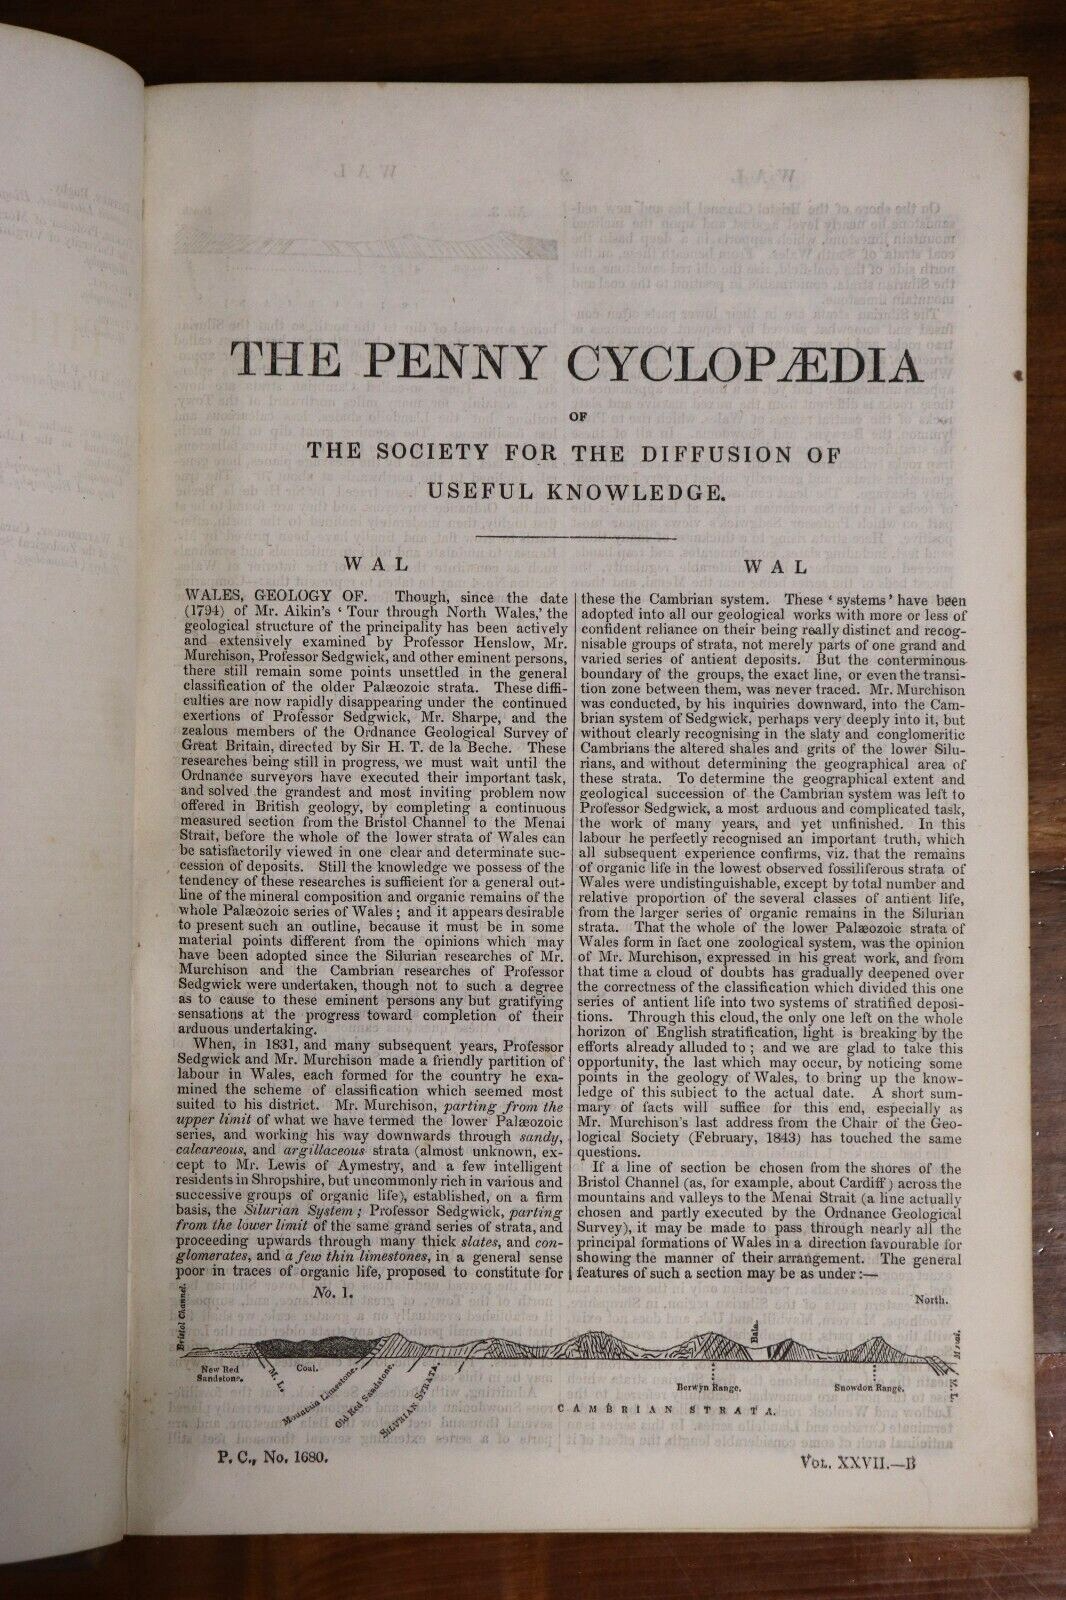 THE PENNY CYCLOPÆDIA
OF
THE SOCIETY FOR THE DIFFUSION OF
USEFUL KNOWLEDGE.
WAL
WALES, GEOLOGY OF. Though, since the date
(1794) of Mr. Aikin's ‘Tour through North Wales,’ the
geological structure of the principality has been actively
and extensively examined by Professor Henslow, Mr.
Murchison, Professor Sedgwick, and other eminent persons,
there still remain some points unsettled in the general
classification of the older Palæozoic strata. These diffi-
culties are now rapidly disappearing under the continued
exertions of Professor Sedgwick, Mr. Sharpe, and the
zealous members of the Ordnance Geological Survey of
Great Britain, directed by Sir H. T. de la Beche. These
researches being still in progress, we must wait until the
Ordnance surveyors have executed their important task,
and solved the grandest and most inviting problem now
offered in British geology, by completing a continuous
measured section from the Bristol Channel to the Menai
Strait, before the whole of the lower strata of Wales can
be satisfactorily viewed in one clear and determinate suc-
cession of deposits. Still the knowledge we possess of the
tendency of these researches is sufficient for a general out-
line of the mineral composition and organic remains of the
whole Palæozoic series of Wales; and it appears desirable
to present such an outline, because it must be in some
material points different from the opinions which may
have been adopted since the Silurian researches of Mr.
Murchison and the Cambrian researches of Professor
Sedgwick were undertaken, though not to such a degree
as to cause to these eminent persons any but gratifying
sensations at the progress toward completion of their
arduous undertaking.
When, in 1831, and many subsequent years, Professor
Sedgwick and Mr. Murchison made a friendly partition of
labour in Wales, each formed for the country he exa-
mined the scheme of classification which seemed most
suited to his district. Mr. Murchison, parting from the
upper limit of what we have termed the lower Palæozoic
series, and working his way downwards through sandy,
calcareous, and argillaceous strata (almost unknown, ex-
cept to Mr. Lewis of Aymestry, and a few intelligent
residents in Shropshire, but uncommonly rich in various and
successive groups of organic life), established, on a firm
basis, the Silurian System; Professor Sedgwick, parting
from the lower limit of the same grand series of strata, and
proceeding upwards through many thick slates, and con-
glomerates, and a few thin limestones, in a general sense
poor in traces of organic life, proposed to constitute for
WAL
these the Cambrian system. These ‘systems’ have been
adopted into all our geological works with more or less of
confident reliance on their being really distinct and recog-
nisable groups of strata, not merely parts of one grand and
varied series of antient deposits. But the conterminous
boundary of the groups, the exact line, or even the transi-
tion zone between them, was never traced. Mr. Murchison
was conducted, by his inquiries downward, into the Cam-
brian system of Sedgwick, perhaps very deeply into it, but
without clearly recognising in the slaty and conglomeritic
Cambrians the altered shales and grits of the lower Silu-
rians, and without determining the geographical area of
these strata. To determine the geographical extent and
geological succession of the Cambrian system was left to
Professor Sedgwick, a most arduous and complicated task,
the work of many years, and yet unfinished. In this
labour he perfectly recognised an important truth, which
all subsequent experience confirms, viz. that the remains
of organic life in the lowest observed fossiliferous strata of
Wales were undistinguishable, except by total number and
relative proportion of the several classes of antient life,
from the larger series of organic remains in the Silurian
strata. That the whole of the lower Palæozoic strata of
Wales form in fact one zoological system, was the opinion
of Mr. Murchison, expressed in his great work, and from
that time a cloud of doubts has gradually deepened over
the correctness of the classification which divided this one
series of antient life into two systems of stratified deposi-
tions. Through this cloud, the only one left on the whole
horizon of English stratification, light is breaking by the
efforts already alluded to; and we are glad to take this
opportunity, the last which may occur, by noticing some
points in the geology of Wales, to bring up the know-
ledge of this subject to the actual date. A short sum-
mary of facts will suffice for this end, especially as
Mr. Murchison's last address from the Chair of the Geo-
logical Society (February, 1843) has touched the same
questions.
If a line of section be chosen from the shores of the
Bristol Channel (as, for example, about Cardiff) across the
mountains and valleys to the Menai Strait (a line actually
chosen and partly executed by the Ordnance Geological
Survey), it may be made to pass through nearly all the
principal formations of Wales in a direction favourable for
showing the manner of their arrangement. The general
features of such a section may be as under:—
No. 1.
North.
Bristol Channel.
Bala.
Menai.
New Red
Sandstone.
M. L.
Coal.
Mountain Limestone.
Old Red Sandstone.
SILURIAN STRATA.
Berwyn Range.
Snowdon Range.
M. L.
CAMBRIAN STRATA.
P. C., No. 1680.
VOL. XXVII.—B